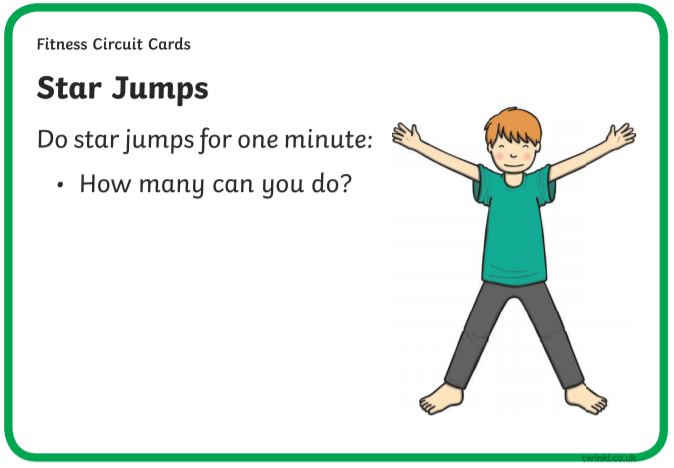 Fitness Circuit Cards
Star Jumps
Do star jumps for one minute:
• How many can you do?
twinkl.co.uk